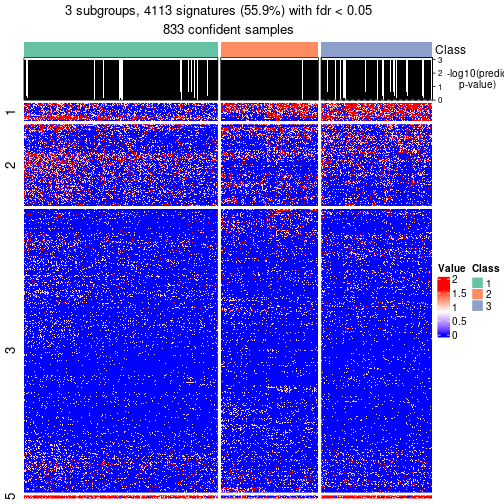 3 subgroups, 4113 signatures (55.9%) with fdr < 0.05
833 confident samples
Class
3
2
1
0
-log10(predic
p-value)
1
2
3
5
Value
2
1.5
1
0.5
0
Class
1
2
3